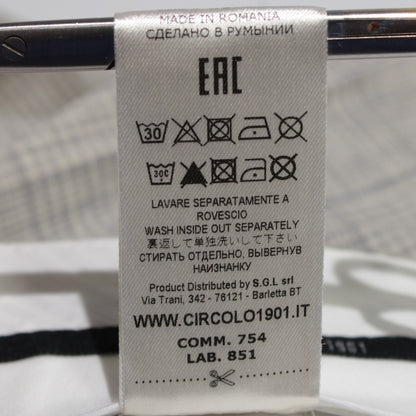 MADE IN ROMANIA
СДЕЛАНО В РУМЫНИИ
EAC
30
30C
LAVARE SEPARATAMENTE A
ROVESCIO
WASH INSIDE OUT SEPARATELY
裏返して単独洗いして下さい
СТИРАТЬ ОТДЕЛЬНО, ВЫВЕРНУВ
НАИЗНАНКУ
Product Distributed by S.G.L srl
Via Trani, 342 - 76121 - Barletta BT
WWW.CIRCOLO1901.IT
COMM. 754
LAB. 851
1901